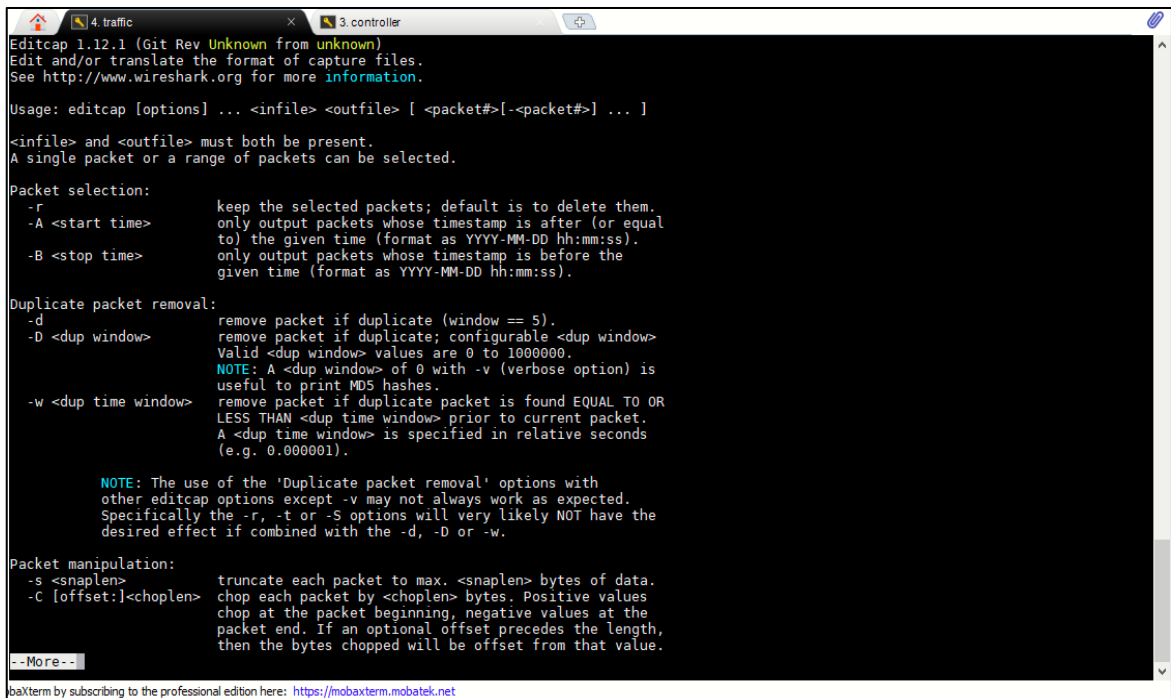 4. traffic
3. controller
Editcap 1.12.1 (Git Rev Unknown from unknown)
Edit and/or translate the format of capture files.
See http://www.wireshark.org for more information.
Usage: editcap [options] ... <infile> <outfile> [ <packet#>[-<packet#>] ... ]
<infile> and <outfile> must both be present.
A single packet or a range of packets can be selected.
Packet selection:
-r keep the selected packets; default is to delete them.
-A <start time> only output packets whose timestamp is after (or equal
to) the given time (format as YYYY-MM-DD hh:mm:ss).
-B <stop time> only output packets whose timestamp is before the
given time (format as YYYY-MM-DD hh:mm:ss).
Duplicate packet removal:
-d remove packet if duplicate (window == 5).
-D <dup window> remove packet if duplicate; configurable <dup window>
Valid <dup window> values are 0 to 1000000.
NOTE: A <dup window> of 0 with -v (verbose option) is
useful to print MD5 hashes.
-w <dup time window> remove packet if duplicate packet is found EQUAL TO OR
LESS THAN <dup time window> prior to current packet.
A <dup time window> is specified in relative seconds
(e.g. 0.000001).
NOTE: The use of the 'Duplicate packet removal' options with
other editcap options except -v may not always work as expected.
Specifically the -r, -t or -S options will very likely NOT have the
desired effect if combined with the -d, -D or -w.
Packet manipulation:
-s <snaplen> truncate each packet to max. <snaplen> bytes of data.
-C [offset:]<choplen> chop each packet by <choplen> bytes. Positive values
chop at the packet beginning, negative values at the
packet end. If an optional offset precedes the length,
then the bytes chopped will be offset from that value.
--More--
baXterm by subscribing to the professional edition here: https://mobaxterm.mobatek.net